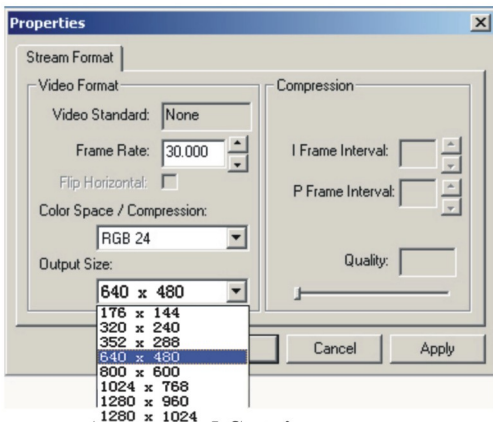 Properties
Stream Format
Video Format
Video Standard: None
Frame Rate: 30.000
Flip Horizontal:
Color Space / Compression:
RGB 24
Output Size:
640 x 480
176 x 144
320 x 240
352 x 288
640 x 480
800 x 600
1024 x 768
1280 x 960
1280 x 1024
Compression
I Frame Interval:
P Frame Interval:
Quality:
Cancel
Apply